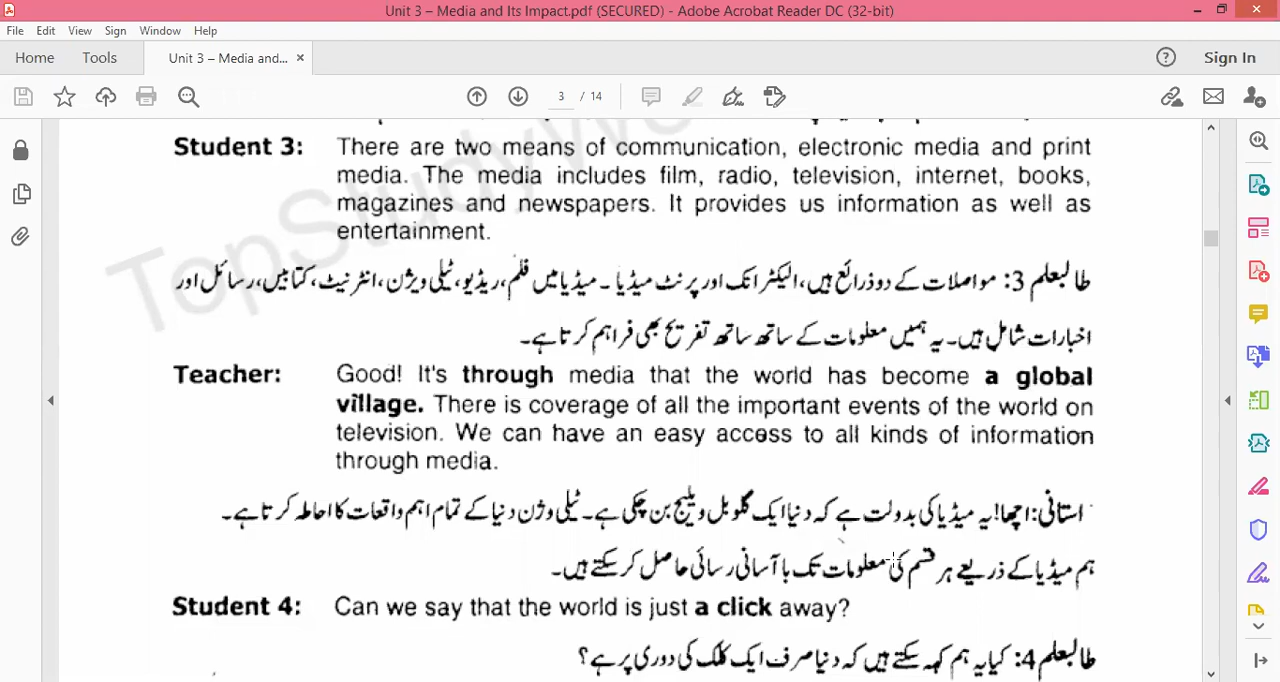 Unit 3 – Media and Its Impact.pdf (SECURED) - Adobe Acrobat Reader DC (32-bit)
File Edit View Sign Window Help
Home Tools Unit 3 – Media and... × Sign In
3 / 14
TopStudyWo
Student 3: There are two means of communication, electronic media and print
media. The media includes film, radio, television, internet, books,
magazines and newspapers. It provides us information as well as
entertainment.
طالبعلم 3: مواصلات کے دو ذرائع ہیں، الیکٹرانک اور پرنٹ میڈیا ۔ میڈیا میں فلم، ریڈیو، ٹیلی ویژن، انٹرنیٹ، کتابیں، رسائل اور
اخبارات شامل ہیں۔ یہ ہمیں معلومات کے ساتھ ساتھ تفریح بھی فراہم کرتا ہے۔
Teacher: Good! It's through media that the world has become a global
village. There is coverage of all the important events of the world on
television. We can have an easy access to all kinds of information
through media.
استانی: اچھا! یہ میڈیا کی بدولت ہے کہ دنیا ایک گلوبل ویلیج بن چکی ہے۔ ٹیلی وژن دنیا کے تمام اہم واقعات کا احاطہ کرتا ہے۔
ہم میڈیا کے ذریعے ہر قسم کی معلومات تک باآسانی رسائی حاصل کر سکتے ہیں۔
Student 4: Can we say that the world is just a click away?
طالبعلم 4: کیا یہ ہم کہہ سکتے ہیں کہ دنیا صرف ایک کلک کی دوری پر ہے؟